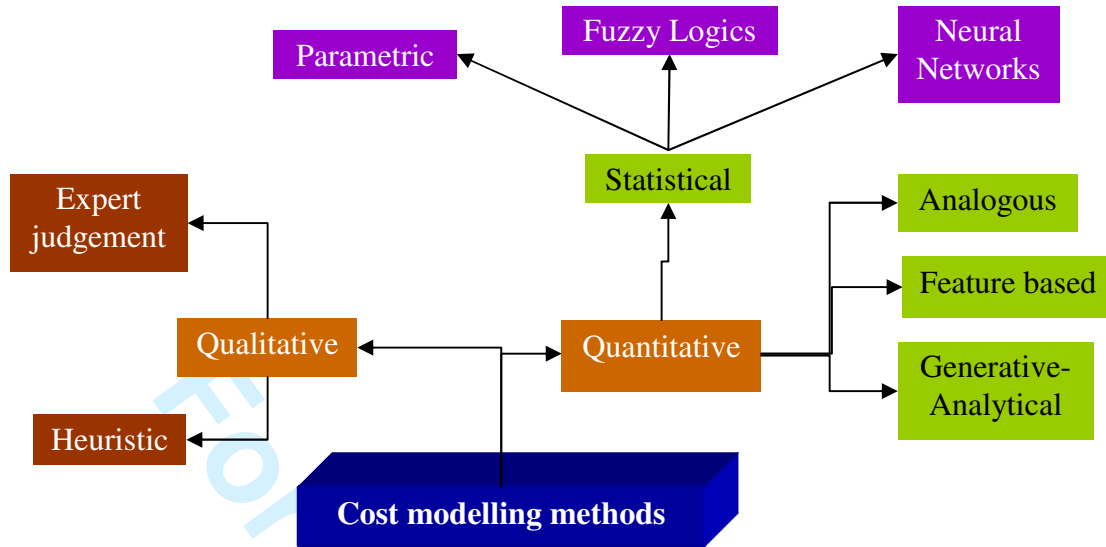 Fuzzy Logics
Neural
Networks
Parametric
Statistical
Expert
judgement
Analogous
Feature based
Qualitative
Quantitative
Generative-
Analytical
Heuristic
For
Cost modelling methods